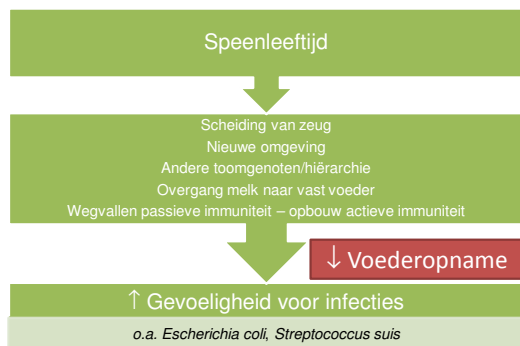 Speenleeftijd
Scheiding van zeug
Nieuwe omgeving
Andere toomgenoten/hiërarchie
Overgang melk naar vast voeder
Wegvallen passieve immuniteit – opbouw actieve immuniteit
↓ Voederopname
↑ Gevoeligheid voor infecties
o.a. Escherichia coli, Streptococcus suis